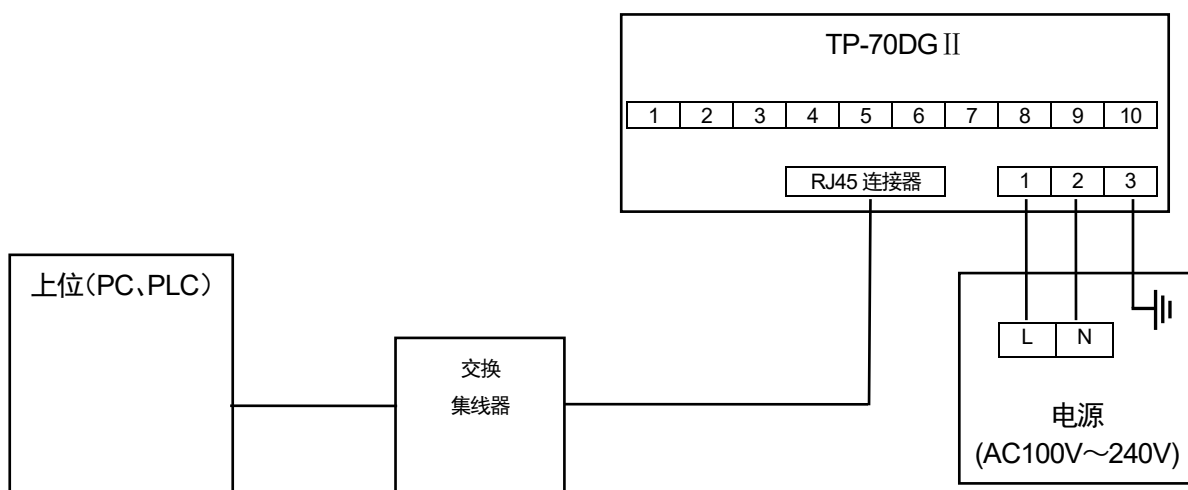 TP-70DGⅡ
1 2 3 4 5 6 7 8 9 10
RJ45 连接器 1 2 3
上位(PC、PLC)
交换
集线器
L N
电源
(AC100V～240V)